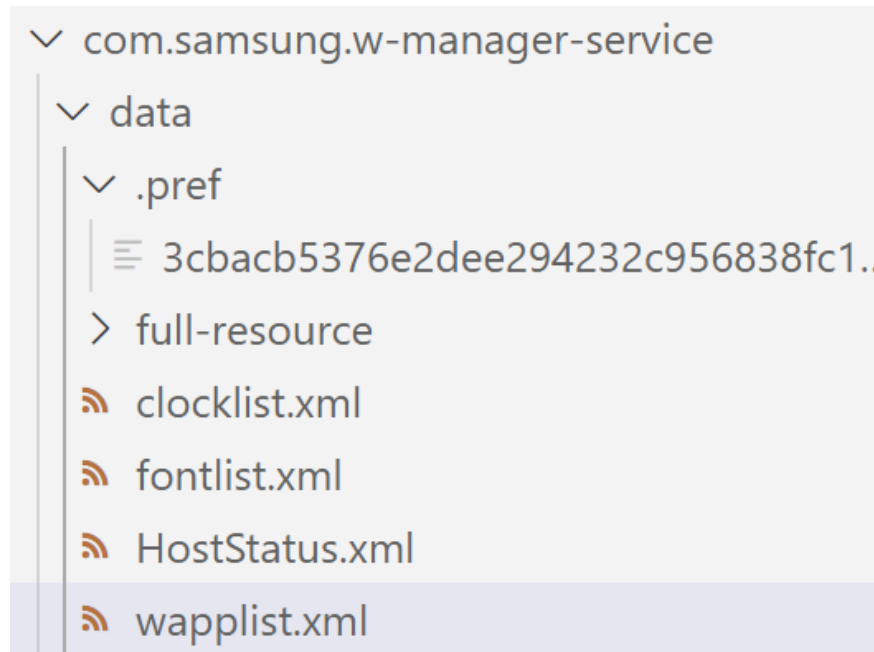 com.samsung.w-manager-service
data
.pref
3cbacb5376e2dee294232c956838fc1...
full-resource
clocklist.xml
fontlist.xml
HostStatus.xml
wapplist.xml